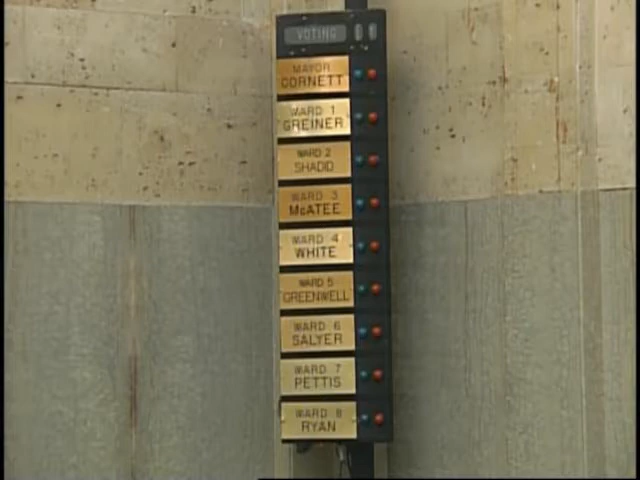 VOTING
MAYOR
CORNETT
WARD 1
GREINER
WARD 2
SHADID
WARD 3
McATEE
WARD 4
WHITE
WARD 5
GREENWELL
WARD 6
SALYER
WARD 7
PETTIS
WARD 8
RYAN